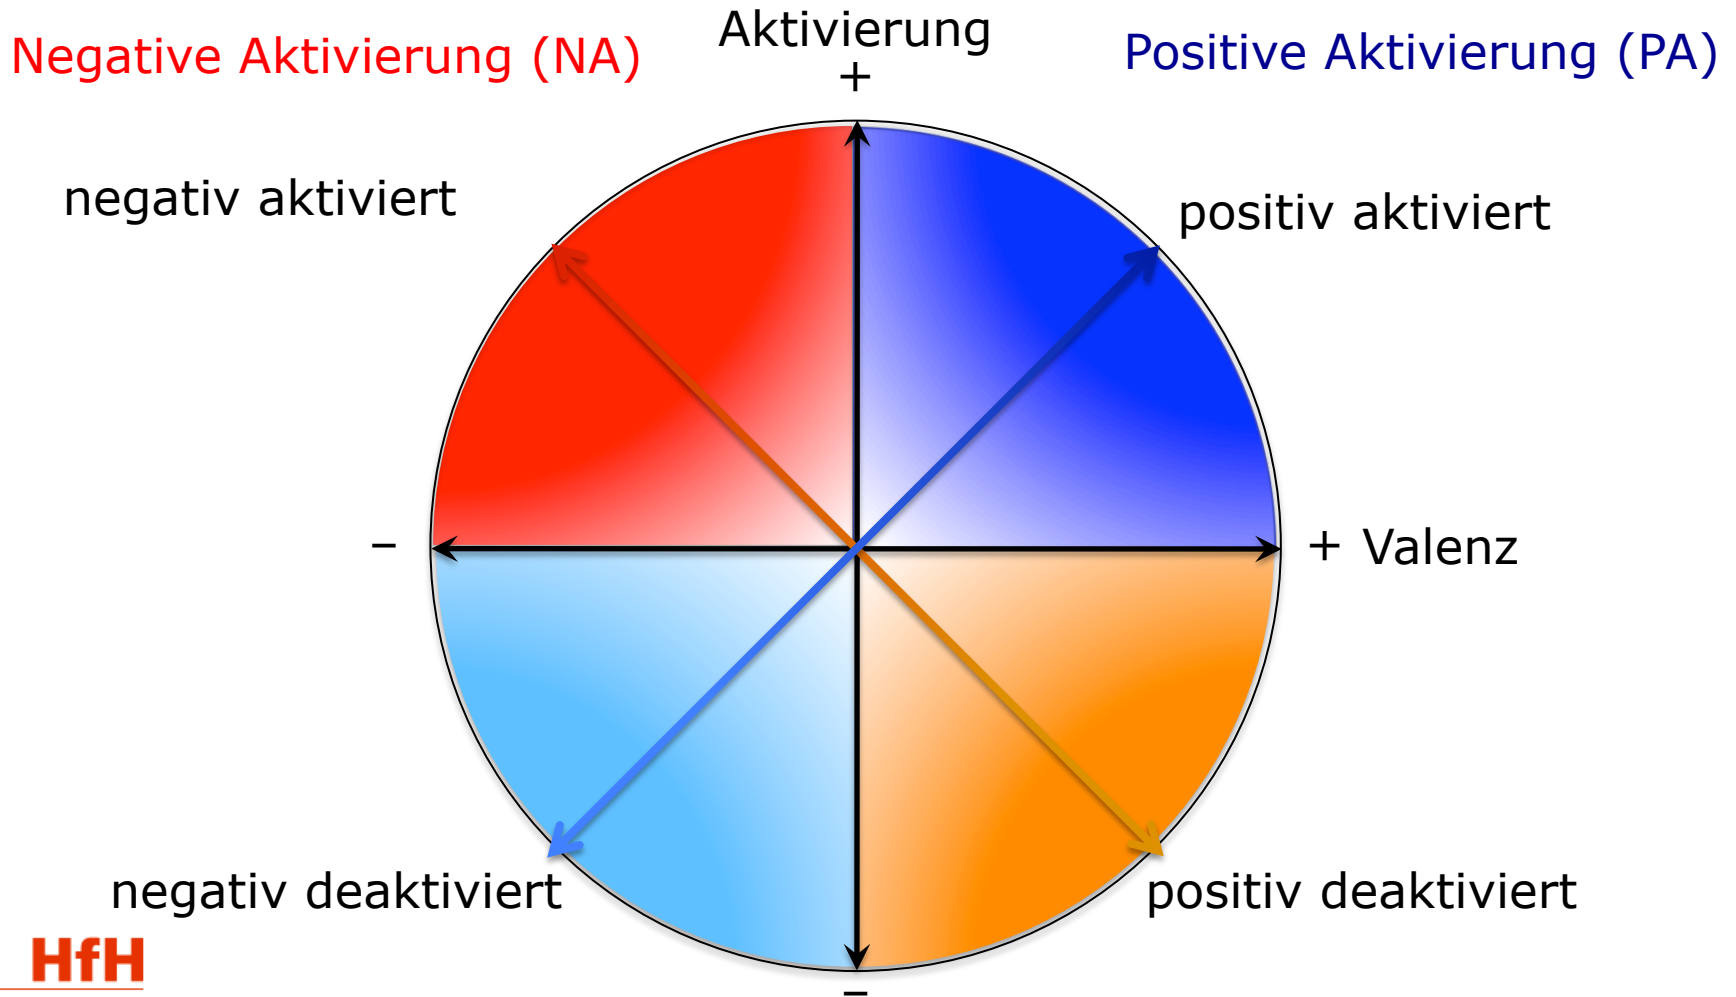 Negative Aktivierung (NA)
Aktivierung
+
Positive Aktivierung (PA)
negativ aktiviert
positiv aktiviert
–
+ Valenz
negativ deaktiviert
positiv deaktiviert
HfH
–